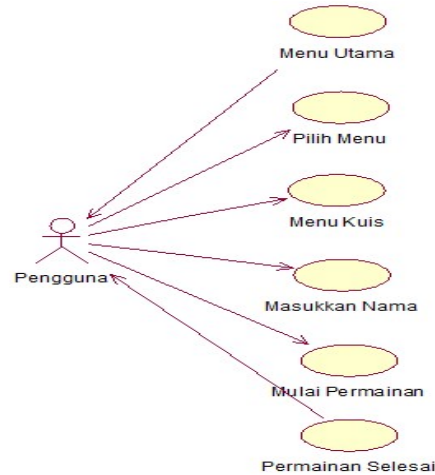 Menu Utama
Pilih Menu
Menu Kuis
Pengguna
Masukkan Nama
Mulai Permainan
Permainan Selesai